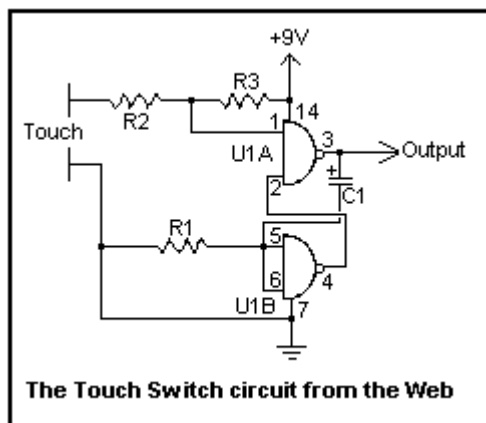 +9V
R3
14
R2
1
3
Touch
U1A
Output
+
2
C1
R1
5
6
4
U1B
7
The Touch Switch circuit from the Web